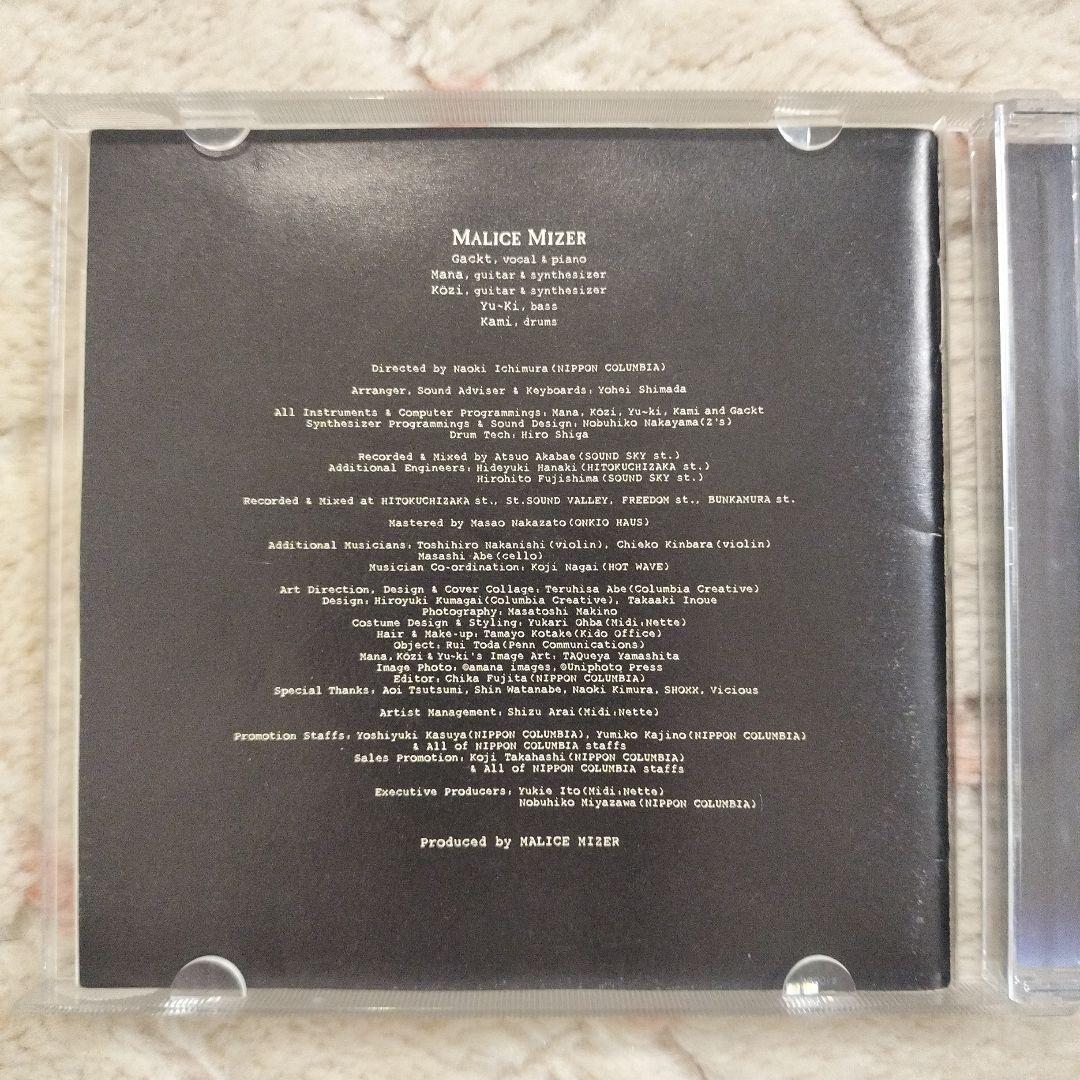 MALICE MIZER
Gackt, vocal & piano
Mana, guitar & synthesizer
Közi, guitar & synthesizer
Yu~Ki, bass
Kami, drums
Directed by Naoki Ichimura(NIPPON COLUMBIA)
Arranger, Sound Adviser & Keyboards: Yohei Shimada
All Instruments & Computer Programmings: Mana, Közi, Yu~ki, Kami and Gackt
Synthesizer Programmings & Sound Design: Nobuhiko Nakayama(Z's)
Drum Tech: Hiro Shiga
Recorded & Mixed by Atsuo Akabae(SOUND SKY st.)
Additional Engineers: Hideyuki Hanaki(HITOKUCHIZAKA st.)
Hirohito Fujishima(SOUND SKY st.)
Recorded & Mixed at HITOKUCHIZAKA st., St.SOUND VALLEY, FREEDOM st., BUNKAMURA st.
Mastered by Masao Nakazato(ONKIO HAUS)
Additional Musicians: Toshihiro Nakanishi(violin), Chieko Kinbara(violin)
Masashi Abe(cello)
Musician Co-ordination: Koji Nagai(HOT WAVE)
Art Direction, Design & Cover Collage: Teruhisa Abe(Columbia Creative)
Design: Hiroyuki Kumagai(Columbia Creative), Takaaki Inoue
Photography: Masatoshi Makino
Costume Design & Styling: Yukari Ohba(Midi:Nette)
Hair & Make-up: Tamayo Kotake(Kido Office)
Object: Rui Toda(Penn Communications)
Mana, Közi & Yu~ki's Image Art: TAQueya Yamashita
Image Photo: ©amana images, ©Uniphoto Press
Editor: Chika Fujita(NIPPON COLUMBIA)
Special Thanks: Aoi Tsutsumi, Shin Watanabe, Naoki Kimura, SHOXX, Vicious
Artist Management: Shizu Arai(Midi:Nette)
Promotion Staffs: Yoshiyuki Kasuya(NIPPON COLUMBIA), Yumiko Kajino(NIPPON COLUMBIA)
& All of NIPPON COLUMBIA staffs
Sales Promotion: Koji Takahashi(NIPPON COLUMBIA)
& All of NIPPON COLUMBIA staffs
Executive Producers: Yukie Ito(Midi:Nette)
Nobuhiko Miyazawa(NIPPON COLUMBIA)
Produced by MALICE MIZER